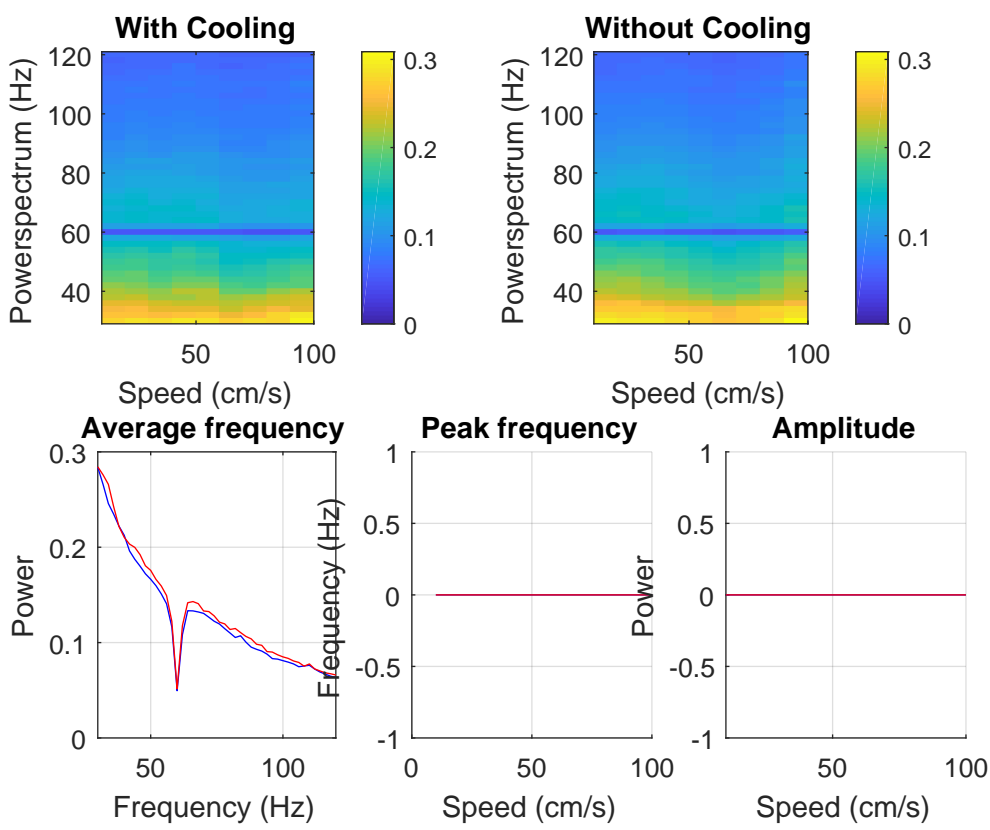 With Cooling
Powerspectrum (Hz)
120
100
80
60
40
50
100
Speed (cm/s)
0.3
0.2
0.1
0
Without Cooling
Powerspectrum (Hz)
120
100
80
60
40
50
100
Speed (cm/s)
0.3
0.2
0.1
0
Average frequency
Power
0.3
0.2
0.1
0
50
100
Frequency (Hz)
Peak frequency
Frequency (Hz)
1
0.5
0
-0.5
-1
0
50
100
Speed (cm/s)
Amplitude
Power
1
0.5
0
-0.5
-1
50
100
Speed (cm/s)